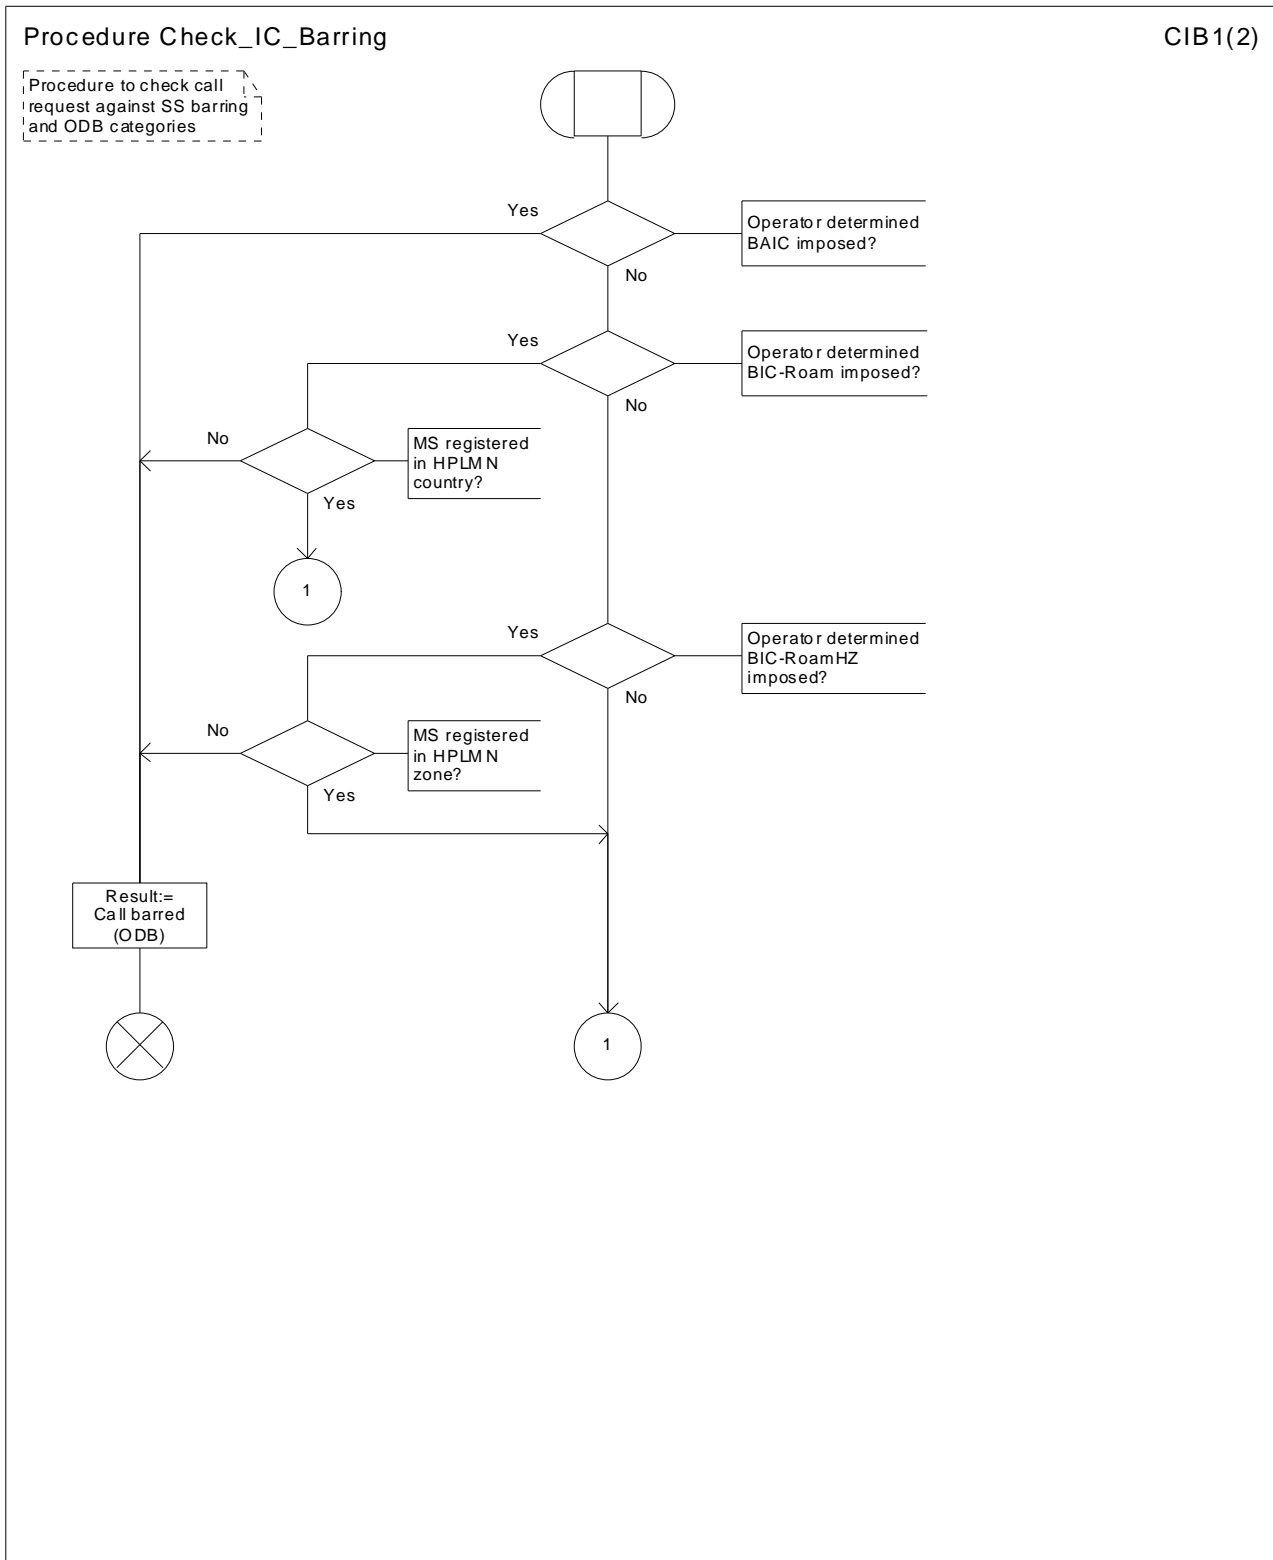 Procedure Check_IC_Barring
CIB1(2)
Procedure to check call
request against SS barring
and ODB categories
Yes
Operator determined
BAIC imposed?
No
Yes
Operator determined
BIC-Roam imposed?
No
No
MS registered
in HPLMN
country?
Yes
1
Yes
Operator determined
BIC-RoamHZ
imposed?
No
No
MS registered
in HPLMN
zone?
Yes
Result:=
Call barred
(ODB)
1